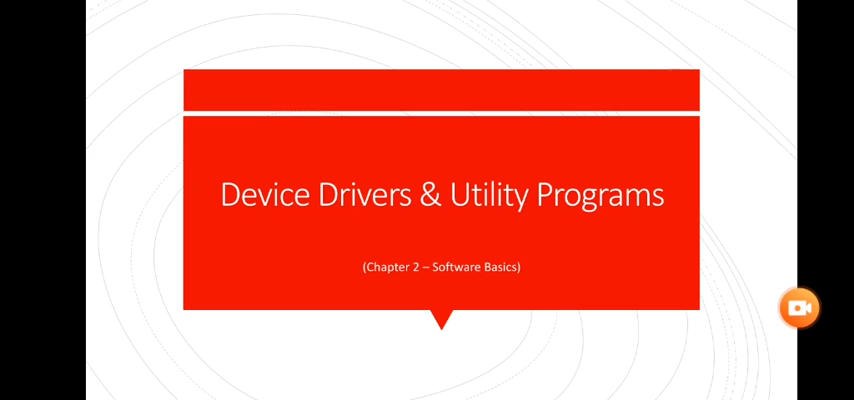 Device Drivers & Utility Programs
(Chapter 2 – Software Basics)